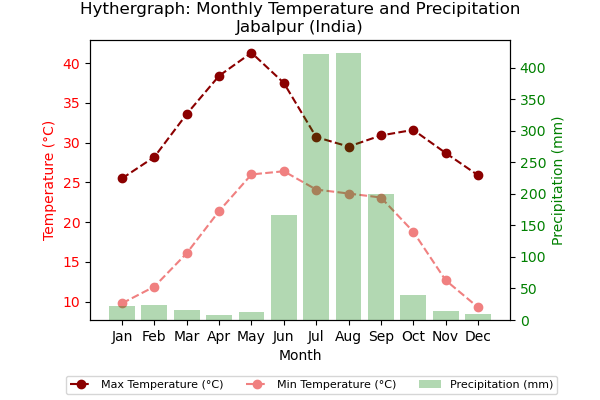 Hythergraph: Monthly Temperature and Precipitation
Jabalpur (India)
Temperature (°C)
40
35
30
25
20
15
10
Precipitation (mm)
400
350
300
250
200
150
100
50
0
Jan Feb Mar Apr May Jun Jul Aug Sep Oct Nov Dec
Month
Max Temperature (°C) Min Temperature (°C) Precipitation (mm)